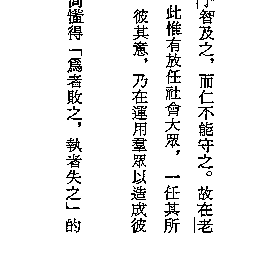 智及之，而仁不能守之。故在老
此惟有放任社會大眾，一任其所
彼其意，乃在運用羣眾以造成彼
懂得「爲者敗之，執者失之」的